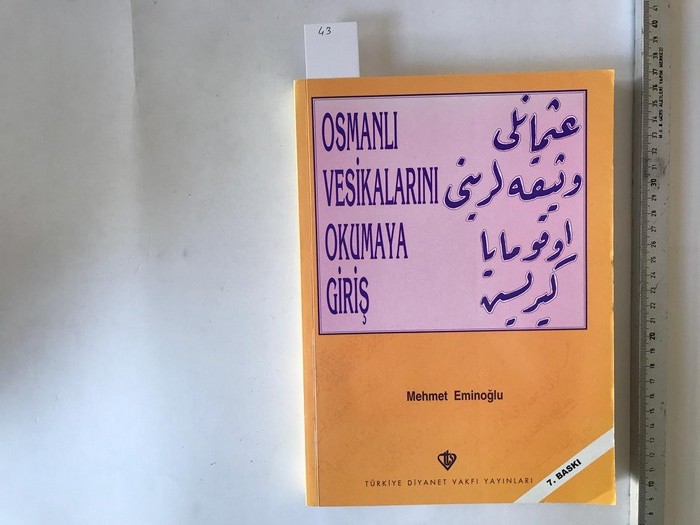 43
OSMANLI
VESİKALARINI
OKUMAYA
GİRİŞ
عثمانلی
وثیقه لرینی
اوقومایا
کیریش
Mehmet Eminoğlu
TÜRKİYE DİYANET VAKFI YAYINLARI
7. BASKI